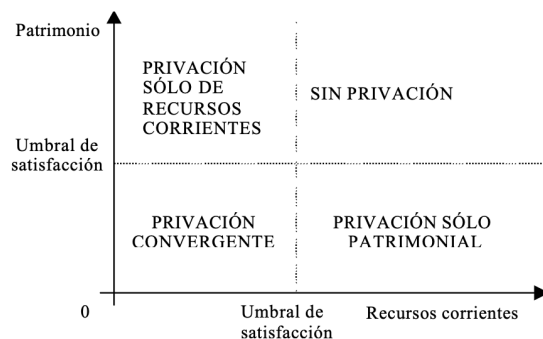 Patrimonio
PRIVACIÓN
SÓLO DE
RECURSOS
CORRIENTES
SIN PRIVACIÓN
Umbral de
satisfacción
PRIVACIÓN
CONVERGENTE
PRIVACIÓN SÓLO
PATRIMONIAL
0
Umbral de
satisfacción
Recursos corrientes